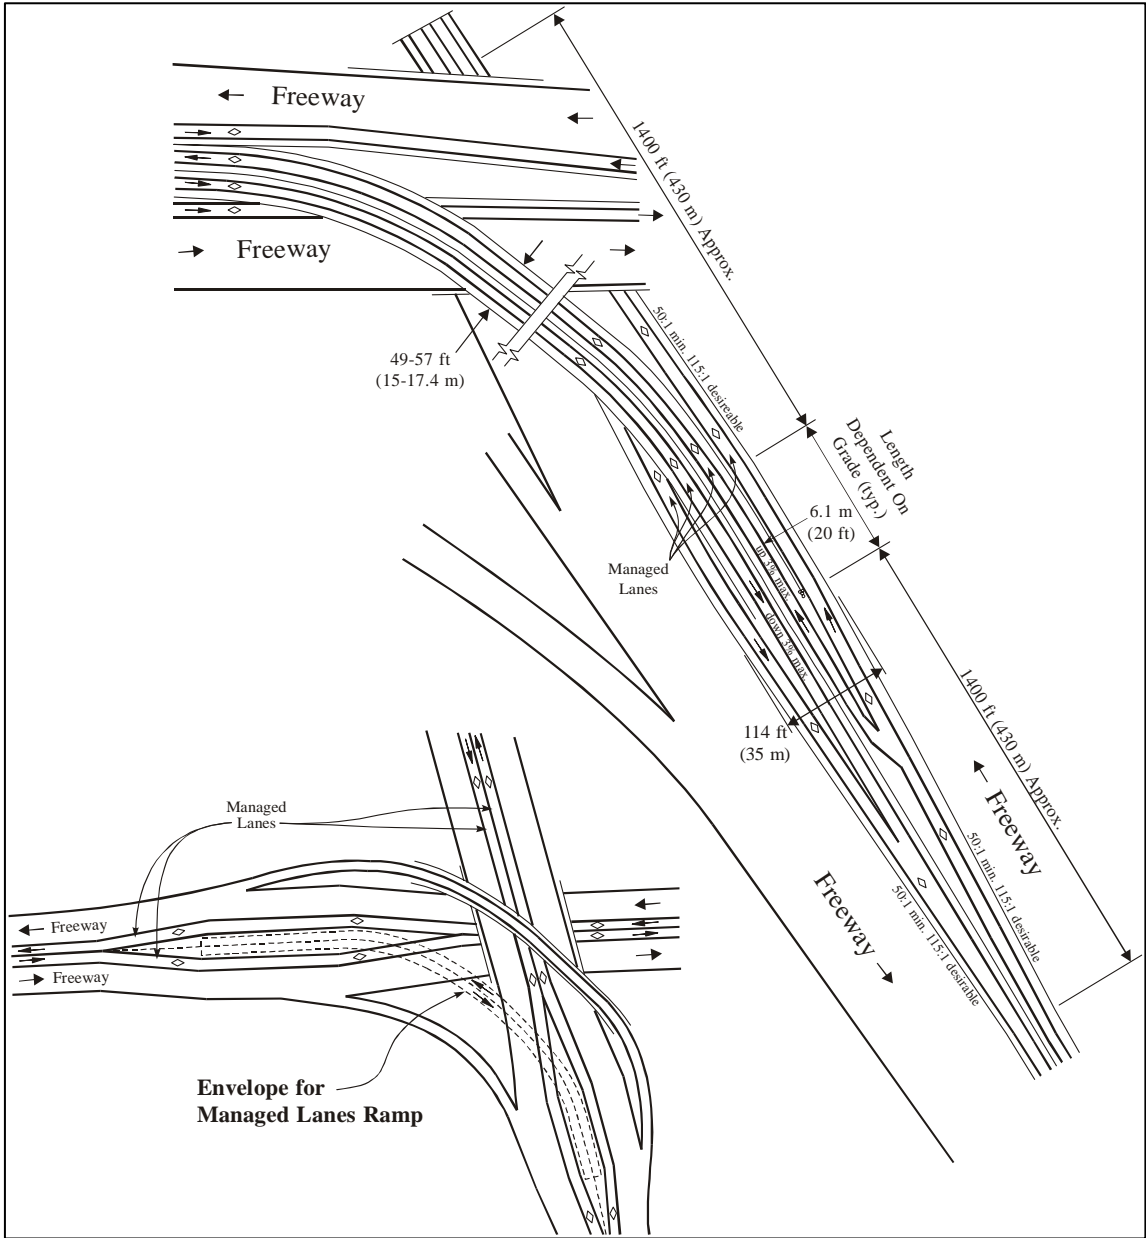 Freeway
1400 ft (430 m) Approx.
Freeway
50:1 min. 115:1 desireable
49-57 ft
(15-17.4 m)
Length
Dependent On
Grade (typ.)
6.1 m
(20 ft)
Managed
Lanes
up 3% max.
down 3% max.
114 ft
(35 m)
1400 ft (430 m) Approx.
Freeway
50:1 min. 115:1 desirable
Freeway
50:1 min. 115:1 desirable
Managed
Lanes
Freeway
Freeway
Envelope for
Managed Lanes Ramp